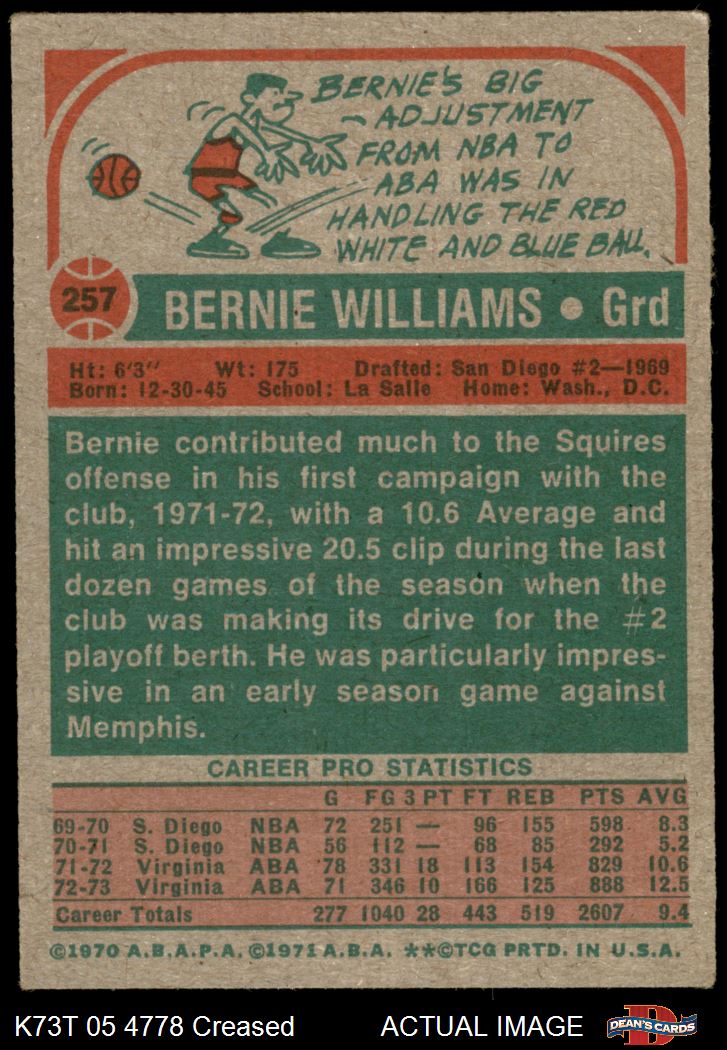 BERNIE'S BIG
ADJUSTMENT
FROM NBA TO
ABA WAS IN
HANDLING THE RED
WHITE AND BLUE BALL.
257
BERNIE WILLIAMS • Grd
Ht: 6'3" Wt: 175 Drafted: San Diego #2—1969
Born: 12-30-45 School: La Salle Home: Wash., D.C.
Bernie contributed much to the Squires
offense in his first campaign with the
club, 1971-72, with a 10.6 Average and
hit an impressive 20.5 clip during the last
dozen games of the season when the
club was making its drive for the #2
playoff berth. He was particularly impres-
sive in an early season game against
Memphis.
CAREER PRO STATISTICS
G FG 3 PT FT REB PTS AVG
69-70 S. Diego NBA 72 251 — 96 155 598 8.3
70-71 S. Diego NBA 56 112 — 68 85 292 5.2
71-72 Virginia ABA 78 331 18 113 154 829 10.6
72-73 Virginia ABA 71 346 10 166 125 888 12.5
Career Totals 277 1040 28 443 519 2607 9.4
©1970 A.B.A.P.A. ©1971 A.B.A. **©TCG PRTD. IN U.S.A.
K73T 05 4778 Creased ACTUAL IMAGE
D
DEAN'S CARDS